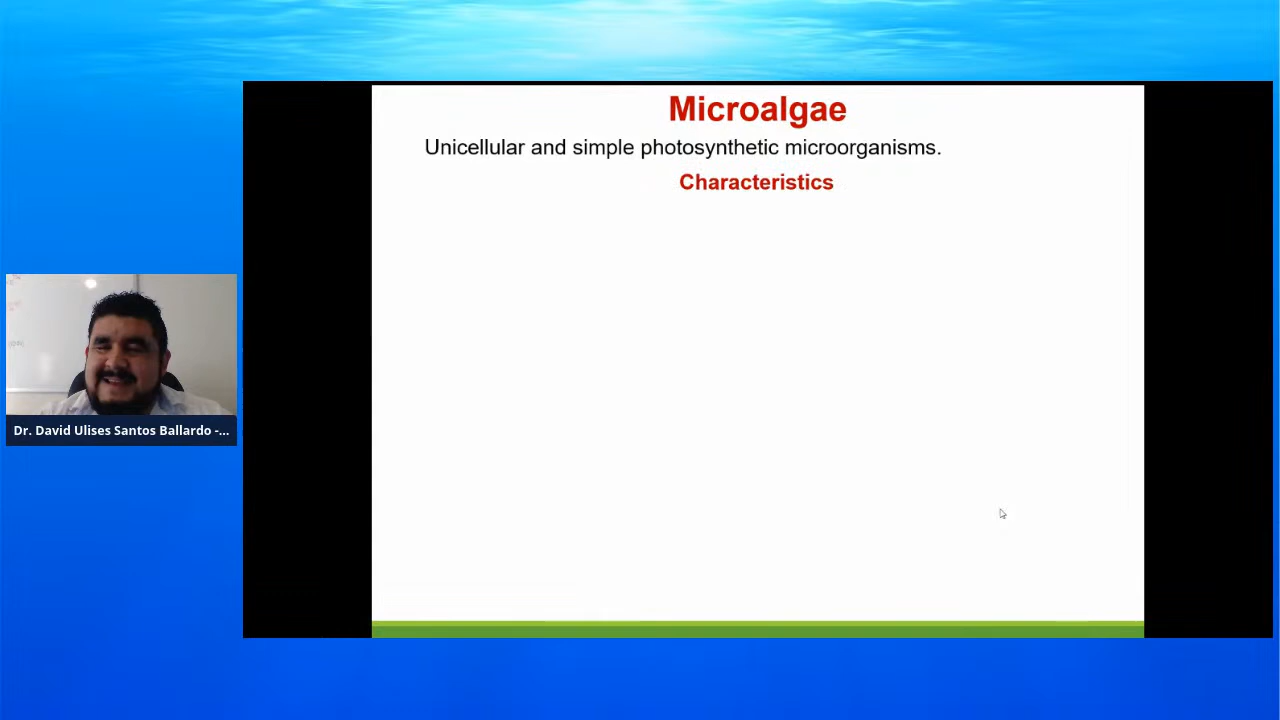 Microalgae
Unicellular and simple photosynthetic microorganisms.
Characteristics
Dr. David Ulises Santos Ballardo -...